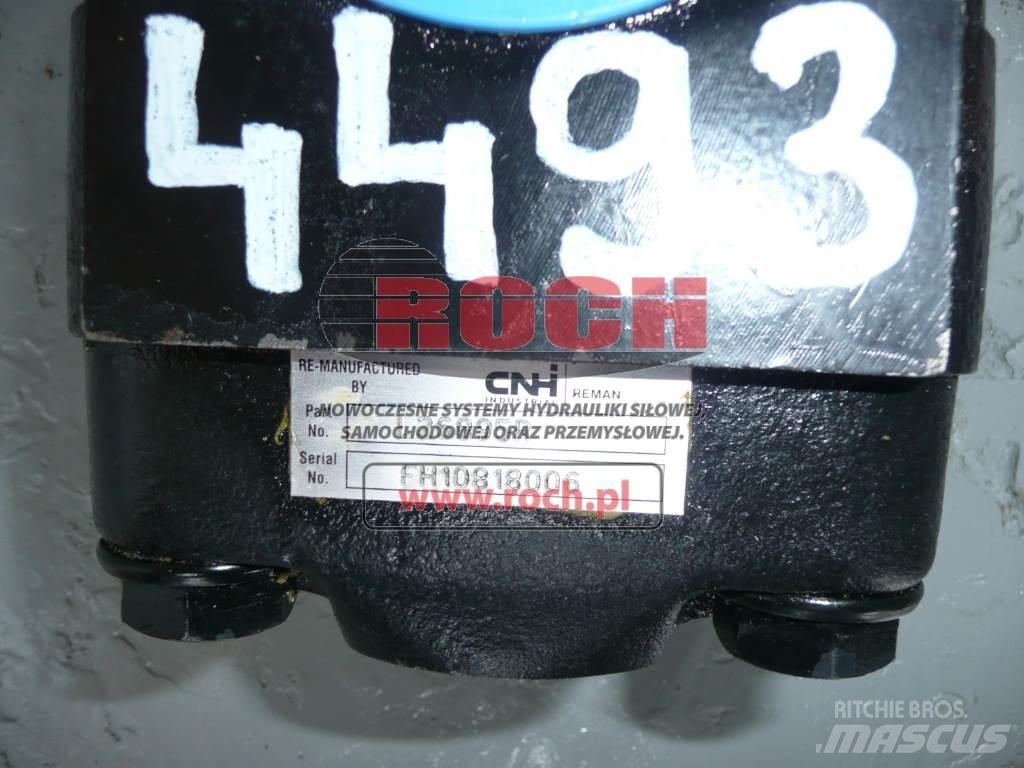 4493
ROCH
RE-MANUFACTURED
BY
CNH
INDUSTRIAL
REMAN
NOWOCZESNE SYSTEMY HYDRAULIKI SIŁOWEJ,
No.
SAMOCHODOWEJ ORAZ PRZEMYSŁOWEJ.
Serial
No.
FH10818006
www.roch.pl
RITCHIE BROS.
MASCUS